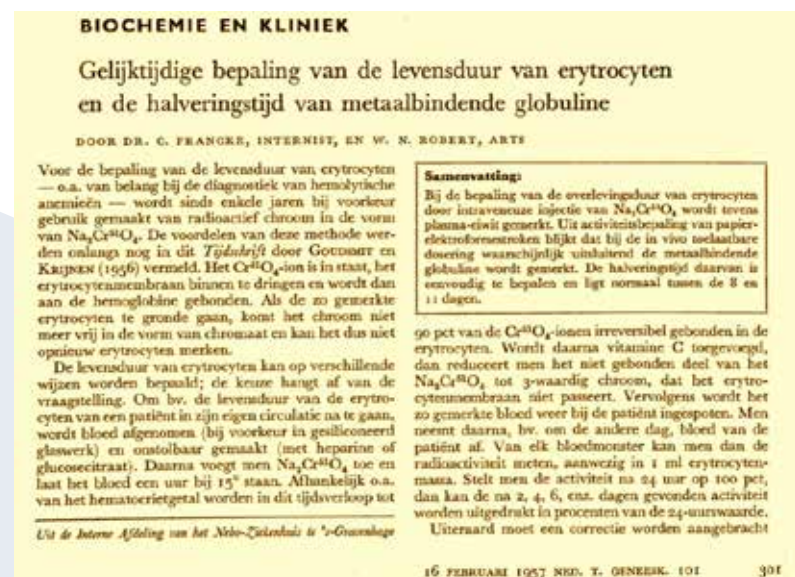 BIOCHEMIE EN KLINIEK
Gelijktijdige bepaling van de levensduur van erytrocyten
en de halveringstijd van metaalbindende globuline
DOOR DR. C. FRANCKE, INTERNIST, EN W. N. ROBERT, ARTS
Voor de bepaling van de levensduur van erytrocyten
— o.a. van belang bij de diagnostiek van hemolytische
anemieën — wordt sinds enkele jaren bij voorkeur
gebruik gemaakt van radioactief chroom in de vorm
van Na₂Cr⁵¹O₄. De voordelen van deze methode wer-
den onlangs nog in dit Tijdschrift door GOUDSMIT en
KRIJNEN (1956) vermeld. Het Cr⁵¹O₄-ion is in staat, het
erytrocytenmembraan binnen te dringen en wordt dan
aan de hemoglobine gebonden. Als de zo gemerkte
erytrocyten te gronde gaan, komt het chroom niet
meer vrij in de vorm van chromaat en kan het dus niet
opnieuw erytrocyten merken.
De levensduur van erytrocyten kan op verschillende
wijzen worden bepaald; de keuze hangt af van de
vraagstelling. Om bv. de levensduur van de erytro-
cyten van een patiënt in zijn eigen circulatie na te gaan,
wordt bloed afgenomen (bij voorkeur in gesiliconeerd
glaswerk) en onstolbaar gemaakt (met heparine of
glucosecitraat). Daarna voegt men Na₂Cr⁵¹O₄ toe en
laat het bloed een uur bij 15° staan. Afhankelijk o.a.
van het hematocrietgetal worden in dit tijdsverloop tot
Uit de Interne Afdeling van het Nebo-Ziekenhuis te 's-Gravenhage
Samenvatting:
Bij de bepaling van de overlevingsduur van erytrocyten
door intraveneuze injectie van Na₂Cr⁵¹O₄ wordt tevens
plasma-eiwit gemerkt. Uit activiteitsbepaling van papier-
elektroforesestroken blijkt dat bij de in vivo toelaatbare
dosering waarschijnlijk uitsluitend de metaalbindende
globuline wordt gemerkt. De halveringstijd daarvan is
eenvoudig te bepalen en ligt normaal tussen de 8 en
11 dagen.
90 pct van de Cr⁵¹O₄-ionen irreversibel gebonden in de
erytrocyten. Wordt daarna vitamine C toegevoegd,
dan reduceert men het niet gebonden deel van het
Na₂Cr⁵¹O₄ tot 3-waardig chroom, dat het erytro-
cytenmembraan niet passeert. Vervolgens wordt het
zo gemerkte bloed weer bij de patiënt ingespoten. Men
neemt daarna, bv. om de andere dag, bloed van de
patiënt af. Van elk bloedmonster kan men dan de
radioactiviteit meten, aanwezig in 1 ml erytrocyten-
massa. Stelt men de activiteit na 24 uur op 100 pct,
dan kan de na 2, 4, 6, enz. dagen gevonden activiteit
worden uitgedrukt in procenten van de 24-uurswaarde.
Uiteraard moet een correctie worden aangebracht
16 FEBRUARI 1957 NED. T. GENEESK. 101 301